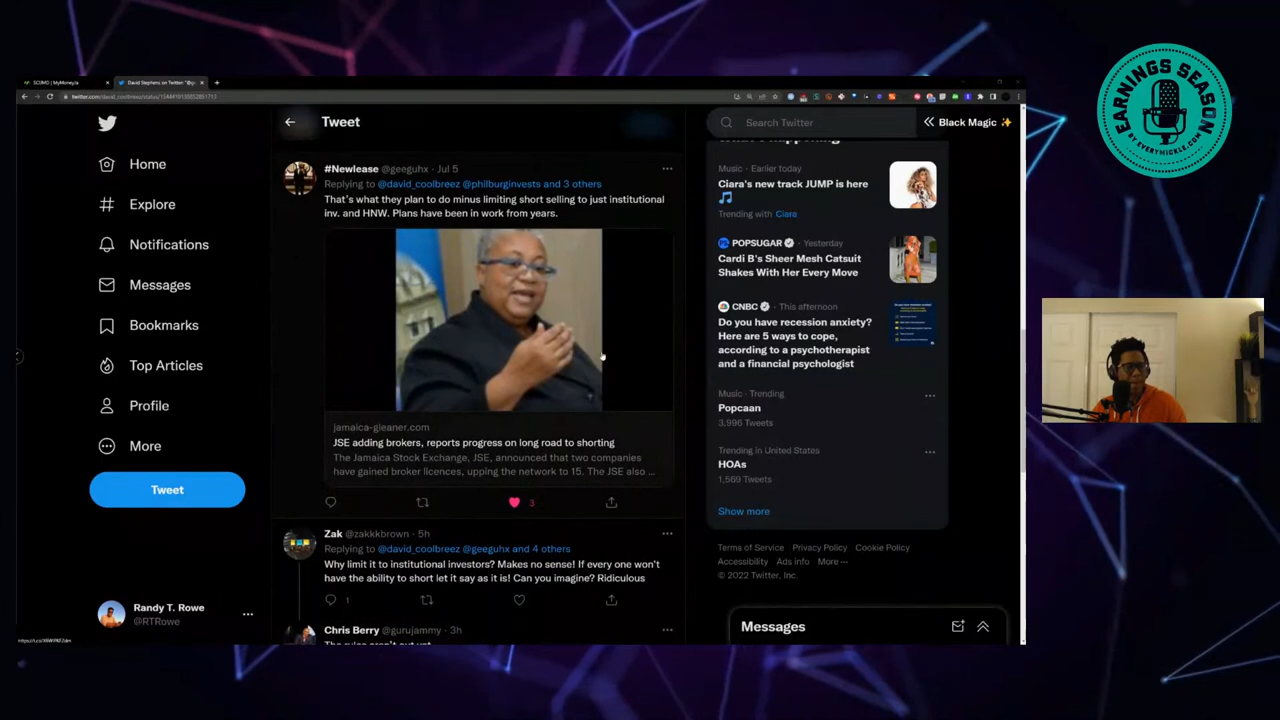 SCIJMD | MyMoneyJa
David Stephens on Twitter: "@g
Tweet
Search Twitter
Black Magic ✨
Home
Explore
Notifications
Messages
Bookmarks
Top Articles
Profile
More
Tweet
Randy T. Rowe
@RTRowe
#Newlease @geeguhx · Jul 5
Replying to @david_coolbreez @philburginvests and 3 others
That's what they plan to do minus limiting short selling to just institutional
inv. and HNW. Plans have been in work from years.
jamaica-gleaner.com
JSE adding brokers, reports progress on long road to shorting
The Jamaica Stock Exchange, JSE, announced that two companies
have gained broker licences, upping the network to 15. The JSE also ...
3
Zak @zakkkbrown · 5h
Replying to @david_coolbreez @geeguhx and 4 others
Why limit it to institutional investors? Makes no sense! If every one won't
have the ability to short let it say as it is! Can you imagine? Ridiculous
1
Chris Berry @gurujammy · 3h
Music · Earlier today
Ciara's new track JUMP is here
🎵
Trending with Ciara
POPSUGAR · Yesterday
Cardi B's Sheer Mesh Catsuit
Shakes With Her Every Move
CNBC · This afternoon
Do you have recession anxiety?
Here are 5 ways to cope,
according to a psychotherapist
and a financial psychologist
Music · Trending
Popcaan
3,996 Tweets
Trending in United States
HOAs
1,569 Tweets
Show more
Terms of Service Privacy Policy Cookie Policy
Accessibility Ads info More ···
© 2022 Twitter, Inc.
Messages
EARNINGS SEASON
BY EVERYMICKLE.COM